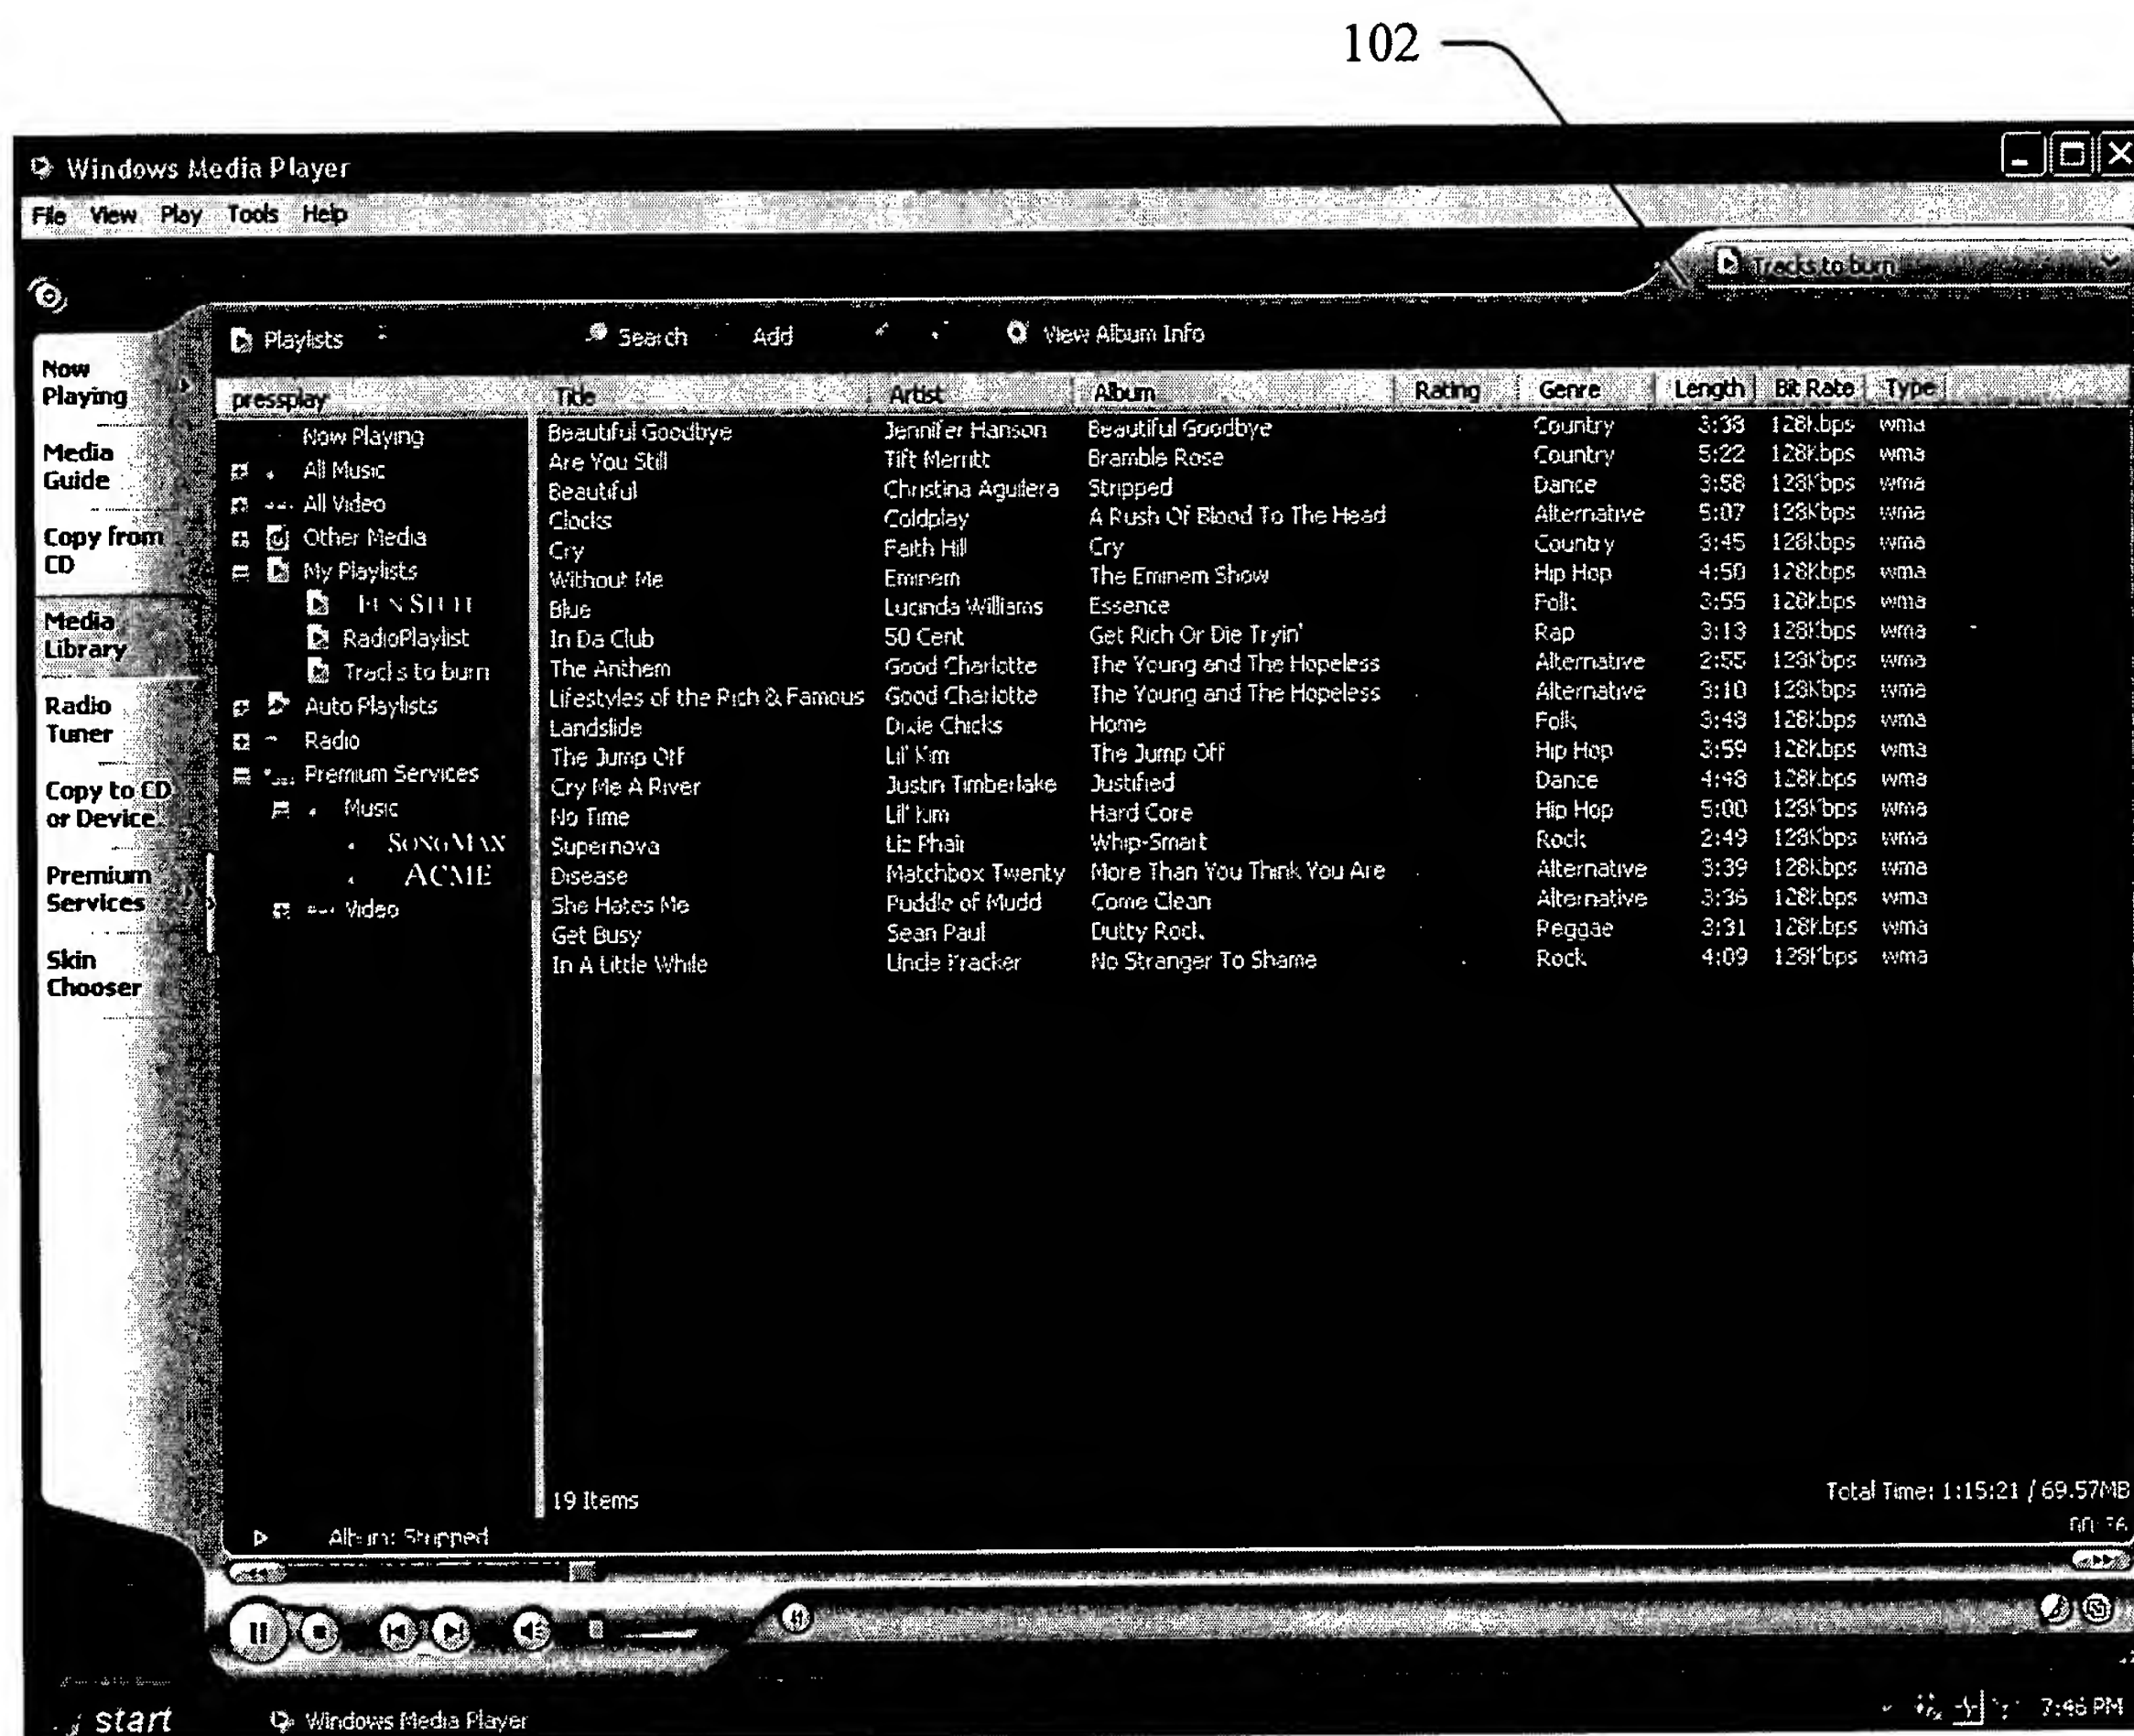 102
Windows Media Player
File View Play Tools Help
Tracks to burn
Playlists Search Add View Album Info
Now Playing
Media Guide
Copy from CD
Media Library
Radio Tuner
Copy to CD or Device
Premium Services
Skin Chooser
pressplay
Now Playing
All Music
All Video
Other Media
My Playlists
RadioPlaylist
Tracks to burn
Auto Playlists
Radio
Premium Services
Music
SONGMAX
ACME
Video
Title Artist Album Rating Genre Length Bit Rate Type
Beautiful Goodbye Jennifer Hanson Beautiful Goodbye Country 3:38 128Kbps wma
Are You Still Tift Merritt Bramble Rose Country 5:22 128Kbps wma
Beautiful Christina Aguilera Stripped Dance 3:58 128Kbps wma
Clocks Coldplay A Rush Of Blood To The Head Alternative 5:07 128Kbps wma
Cry Faith Hill Cry Country 3:45 128Kbps wma
Without Me Eminem The Eminem Show Hip Hop 4:50 128Kbps wma
Blue Lucinda Williams Essence Folk 3:55 128Kbps wma
In Da Club 50 Cent Get Rich Or Die Tryin' Rap 3:13 128Kbps wma
The Anthem Good Charlotte The Young and The Hopeless Alternative 2:55 128Kbps wma
Lifestyles of the Rich & Famous Good Charlotte The Young and The Hopeless Alternative 3:10 128Kbps wma
Landslide Dixie Chicks Home Folk 3:48 128Kbps wma
The Jump Off Lil' Kim The Jump Off Hip Hop 3:59 128Kbps wma
Cry Me A River Justin Timberlake Justified Dance 4:48 128Kbps wma
No Time Lil' Kim Hard Core Hip Hop 5:00 128Kbps wma
Supernova Liz Phair Whip-Smart Rock 2:49 128Kbps wma
Disease Matchbox Twenty More Than You Think You Are Alternative 3:39 128Kbps wma
She Hates Me Puddle of Mudd Come Clean Alternative 3:36 128Kbps wma
Get Busy Sean Paul Dutty Rock Reggae 3:31 128Kbps wma
In A Little While Uncle Kracker No Stranger To Shame Rock 4:09 128Kbps wma
19 Items Total Time: 1:15:21 / 69.57MB
Album: Stripped
start Windows Media Player 7:46 PM